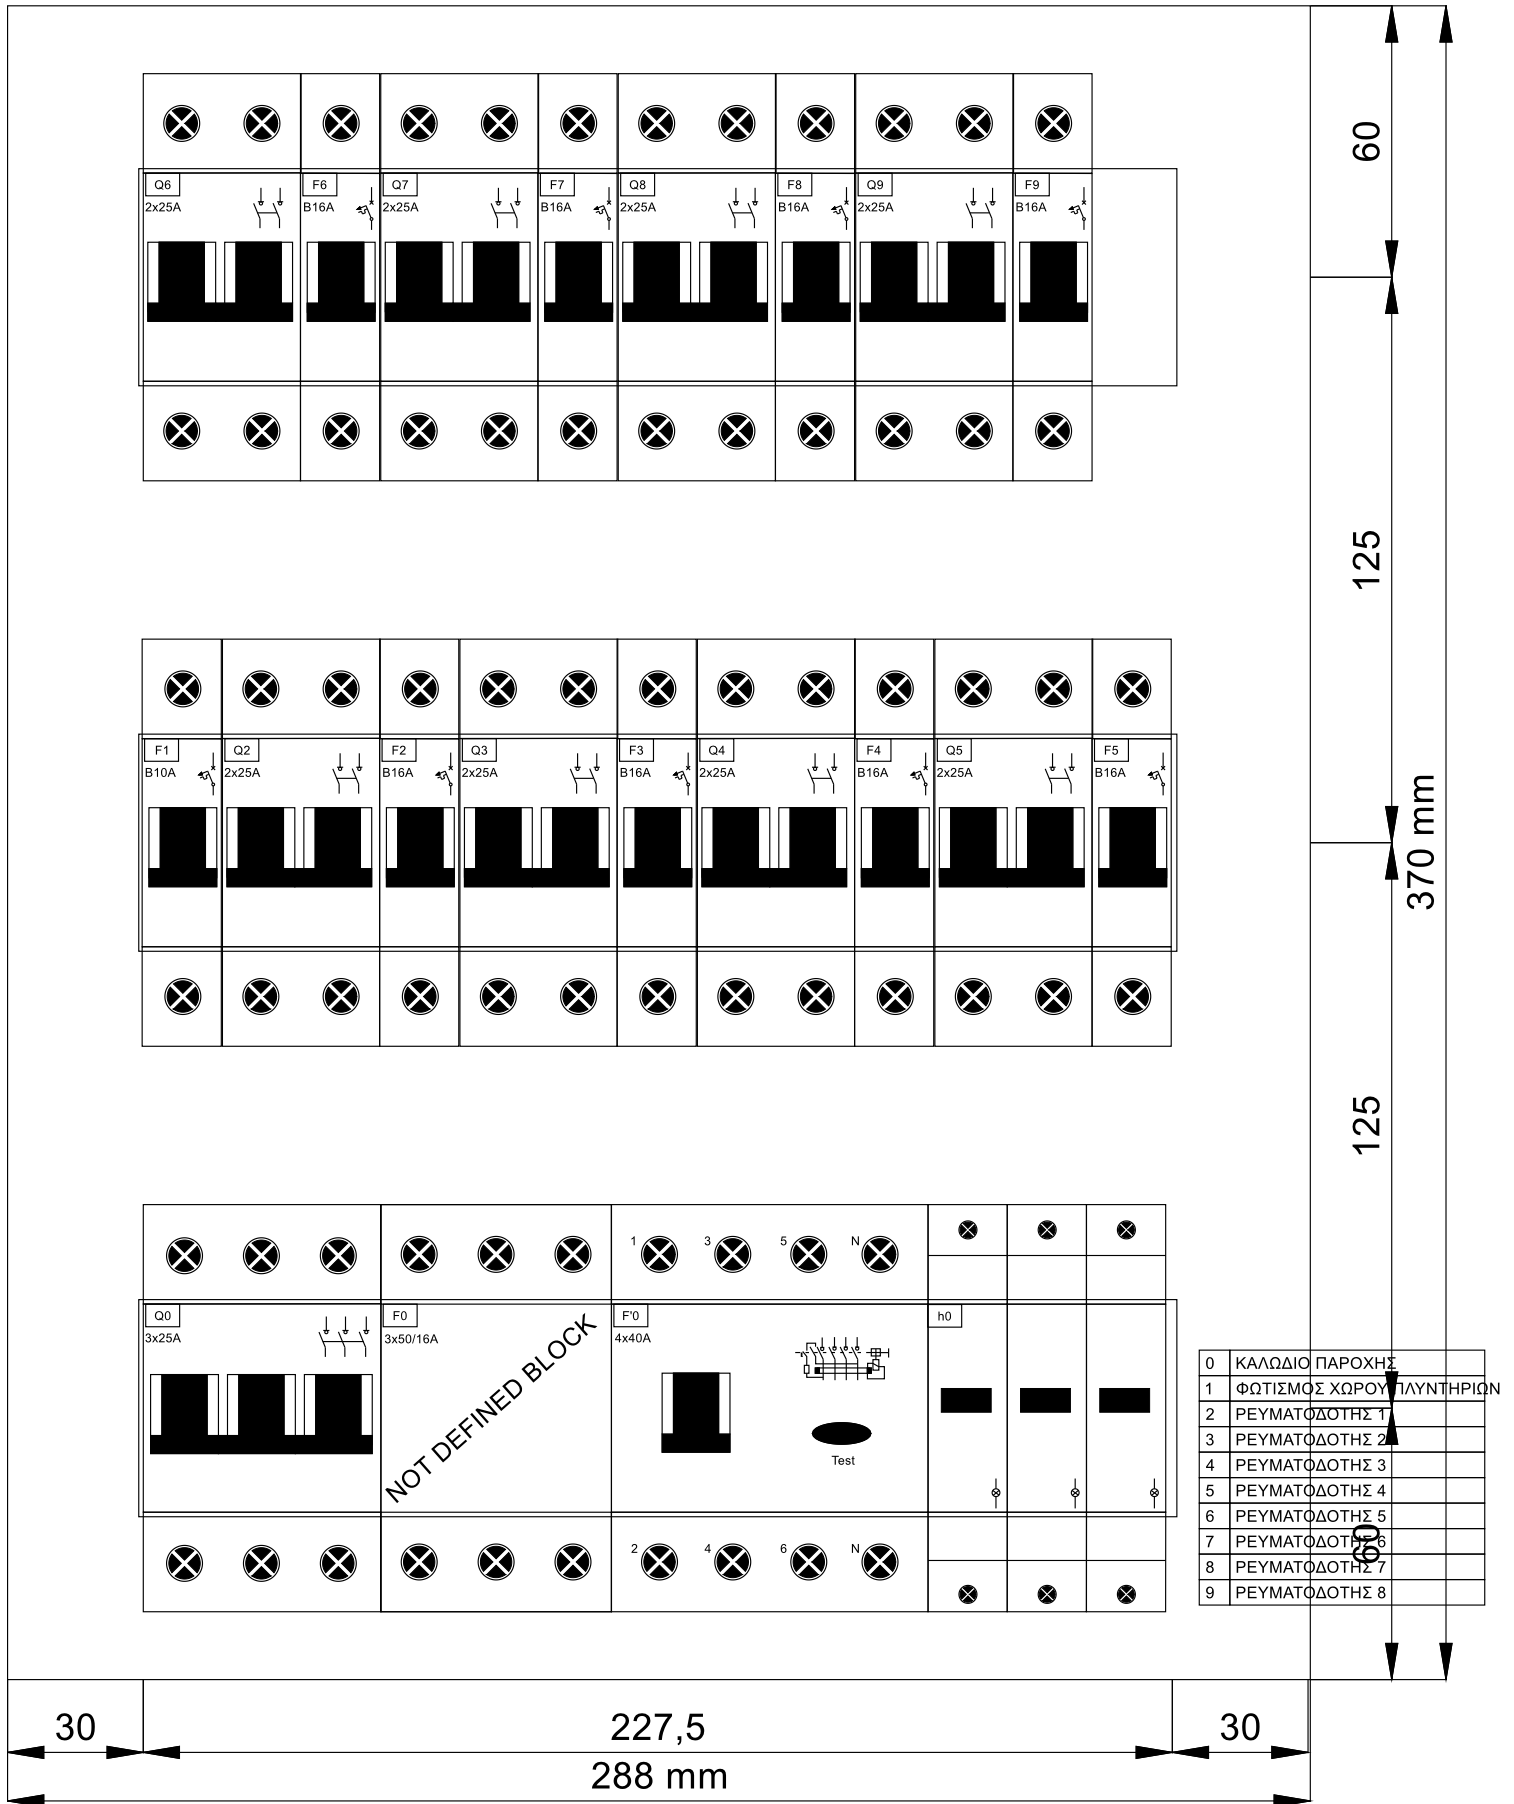 60
Q6
F6
Q7
F7
Q8
F8
Q9
F9
2x25A
B16A
2x25A
B16A
2x25A
B16A
2x25A
B16A
125
F1
Q2
F2
Q3
F3
Q4
F4
Q5
F5
B10A
2x25A
B16A
2x25A
B16A
2x25A
B16A
2x25A
B16A
370 mm
125
1
3
5
N
Q0
F0
F'0
h0
3x25A
3x50/16A
4x40A
NOT DEFINED BLOCK
Test
2
4
6
N
0 ΚΑΛΩΔΙΟ ΠΑΡΟΧΗΣ
1 ΦΩΤΙΣΜΟΣ ΧΩΡΟΥ ΠΛΥΝΤΗΡΙΩΝ
2 ΡΕΥΜΑΤΟΔΟΤΗΣ 1
3 ΡΕΥΜΑΤΟΔΟΤΗΣ 2
4 ΡΕΥΜΑΤΟΔΟΤΗΣ 3
5 ΡΕΥΜΑΤΟΔΟΤΗΣ 4
6 ΡΕΥΜΑΤΟΔΟΤΗΣ 5
7 ΡΕΥΜΑΤΟΔΟΤΗΣ 6
8 ΡΕΥΜΑΤΟΔΟΤΗΣ 7
9 ΡΕΥΜΑΤΟΔΟΤΗΣ 8
60
30
227,5
30
288 mm